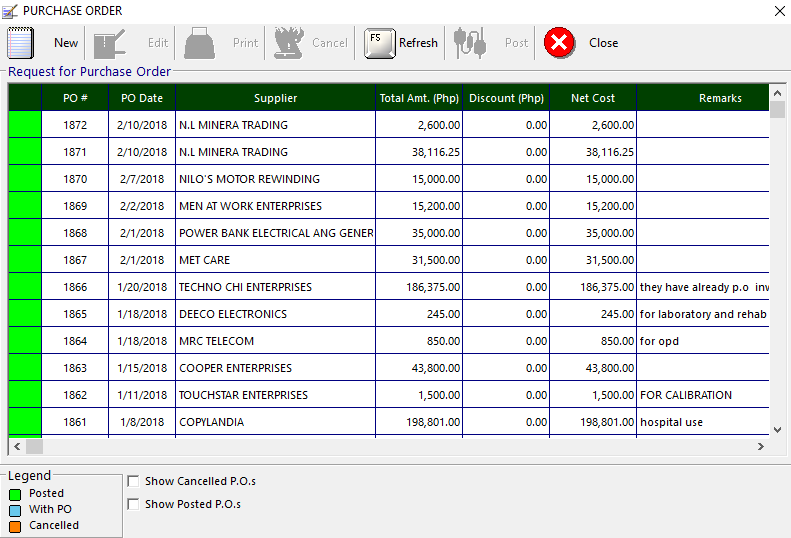 PURCHASE ORDER
New Edit Print Cancel FS Refresh Post Close
Request for Purchase Order
PO # PO Date Supplier Total Amt. (Php) Discount (Php) Net Cost Remarks
1872 2/10/2018 N.L MINERA TRADING 2,600.00 0.00 2,600.00
1871 2/10/2018 N.L MINERA TRADING 38,116.25 0.00 38,116.25
1870 2/7/2018 NILO'S MOTOR REWINDING 15,000.00 0.00 15,000.00
1869 2/2/2018 MEN AT WORK ENTERPRISES 15,200.00 0.00 15,200.00
1868 2/1/2018 POWER BANK ELECTRICAL ANG GENER 35,000.00 0.00 35,000.00
1867 2/1/2018 MET CARE 31,500.00 0.00 31,500.00
1866 1/20/2018 TECHNO CHI ENTERPRISES 186,375.00 0.00 186,375.00 they have already p.o inv
1865 1/18/2018 DEECO ELECTRONICS 245.00 0.00 245.00 for laboratory and rehab
1864 1/18/2018 MRC TELECOM 850.00 0.00 850.00 for opd
1863 1/15/2018 COOPER ENTERPRISES 43,800.00 0.00 43,800.00
1862 1/11/2018 TOUCHSTAR ENTERPRISES 1,500.00 0.00 1,500.00 FOR CALIBRATION
1861 1/8/2018 COPYLANDIA 198,801.00 0.00 198,801.00 hospital use
Legend
Posted
With PO
Cancelled
Show Cancelled P.O.s
Show Posted P.O.s